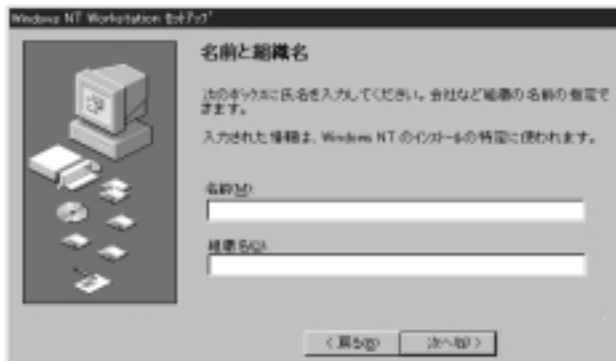 Windows NT Workstation ｾｯﾄｱｯﾌﾟ
名前と組織名
次のボックスに氏名を入力してください。会社など組織の名前の指定で
きます。
入力された情報は、Windows NT のインストールの特定に使われます。
名前(M):
組織名(O):
< 戻る(B)
次へ(N) >